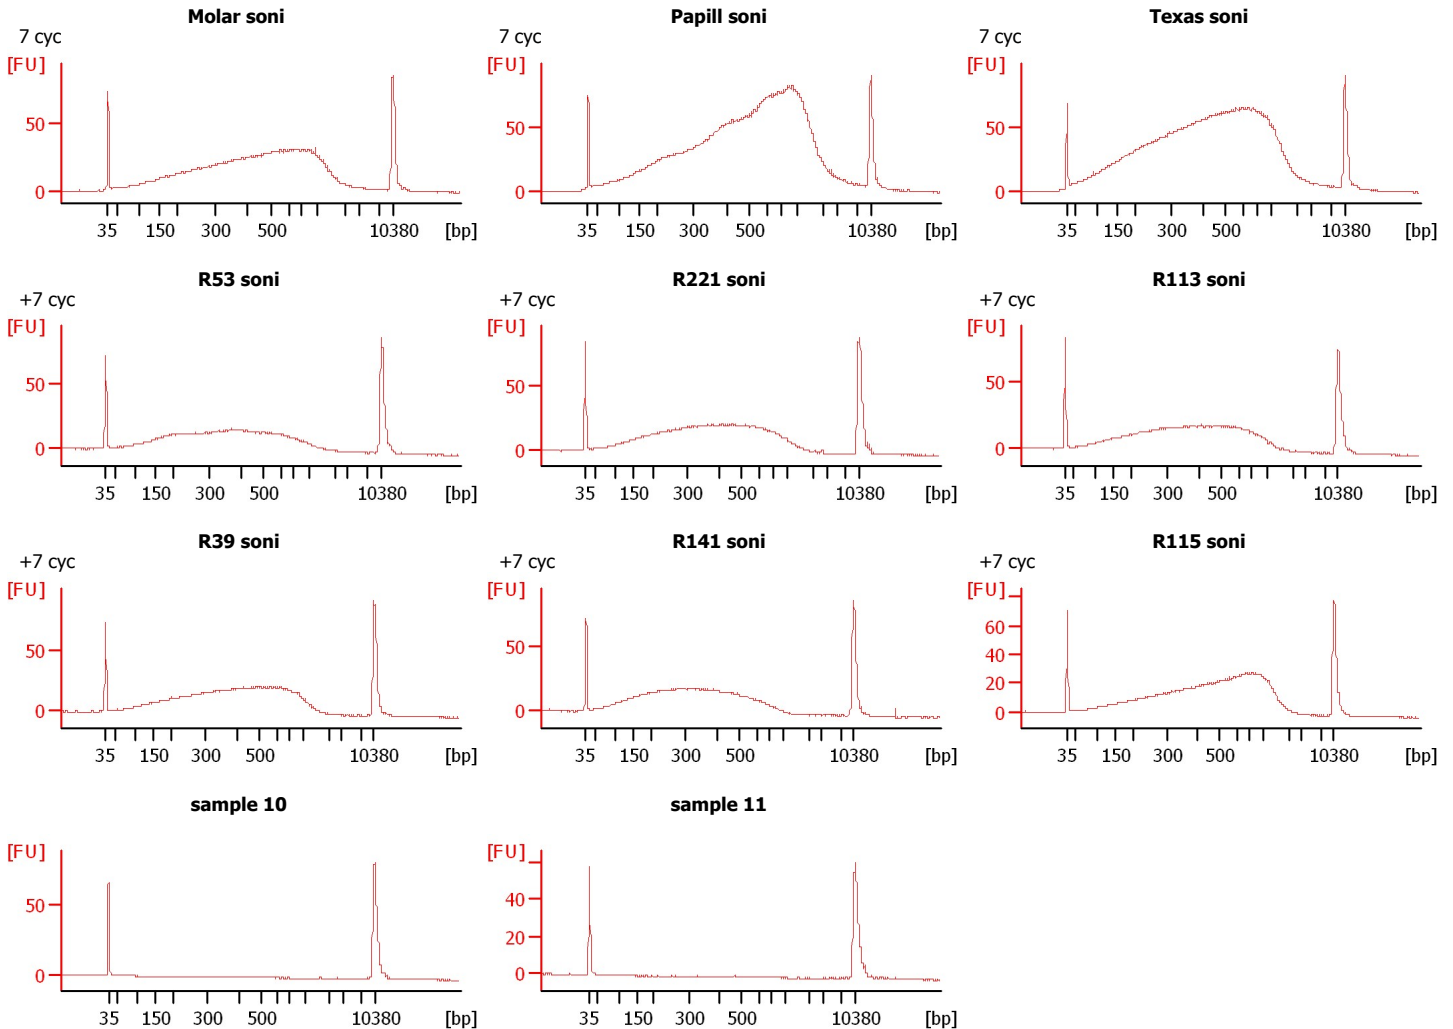 Molar soni
7 cyc
[FU]
50
0
35 150 300 500 10380 [bp]
Papill soni
7 cyc
[FU]
50
0
35 150 300 500 10380 [bp]
Texas soni
7 cyc
[FU]
50
0
35 150 300 500 10380 [bp]
R53 soni
+7 cyc
[FU]
50
0
35 150 300 500 10380 [bp]
R221 soni
+7 cyc
[FU]
50
0
35 150 300 500 10380 [bp]
R113 soni
+7 cyc
[FU]
50
0
35 150 300 500 10380 [bp]
R39 soni
+7 cyc
[FU]
50
0
35 150 300 500 10380 [bp]
R141 soni
+7 cyc
[FU]
50
0
35 150 300 500 10380 [bp]
R115 soni
+7 cyc
[FU]
60
40
20
0
35 150 300 500 10380 [bp]
sample 10
[FU]
50
0
35 150 300 500 10380 [bp]
sample 11
[FU]
40
20
0
35 150 300 500 10380 [bp]